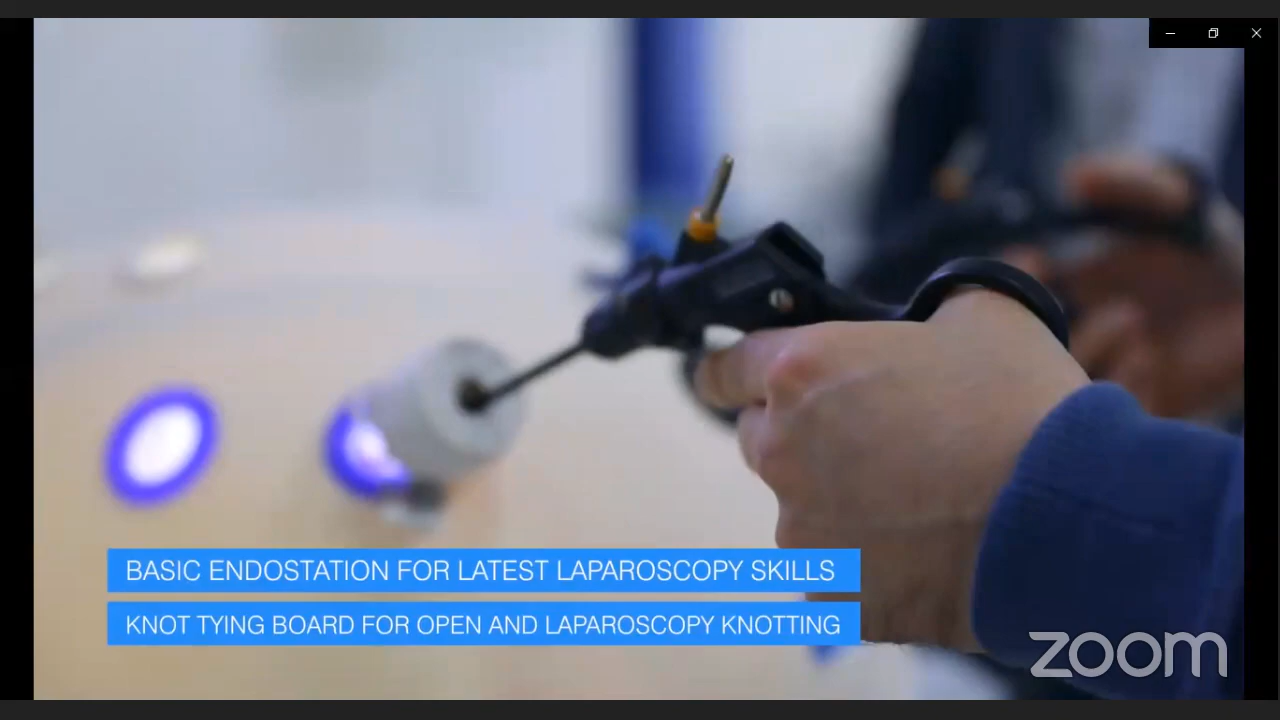 BASIC ENDOSTATION FOR LATEST LAPAROSCOPY SKILLS
KNOT TYING BOARD FOR OPEN AND LAPAROSCOPY KNOTTING
zoom